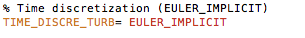 % Time discretization (EULER_IMPLICIT)
TIME_DISCRE_TURB= EULER_IMPLICIT